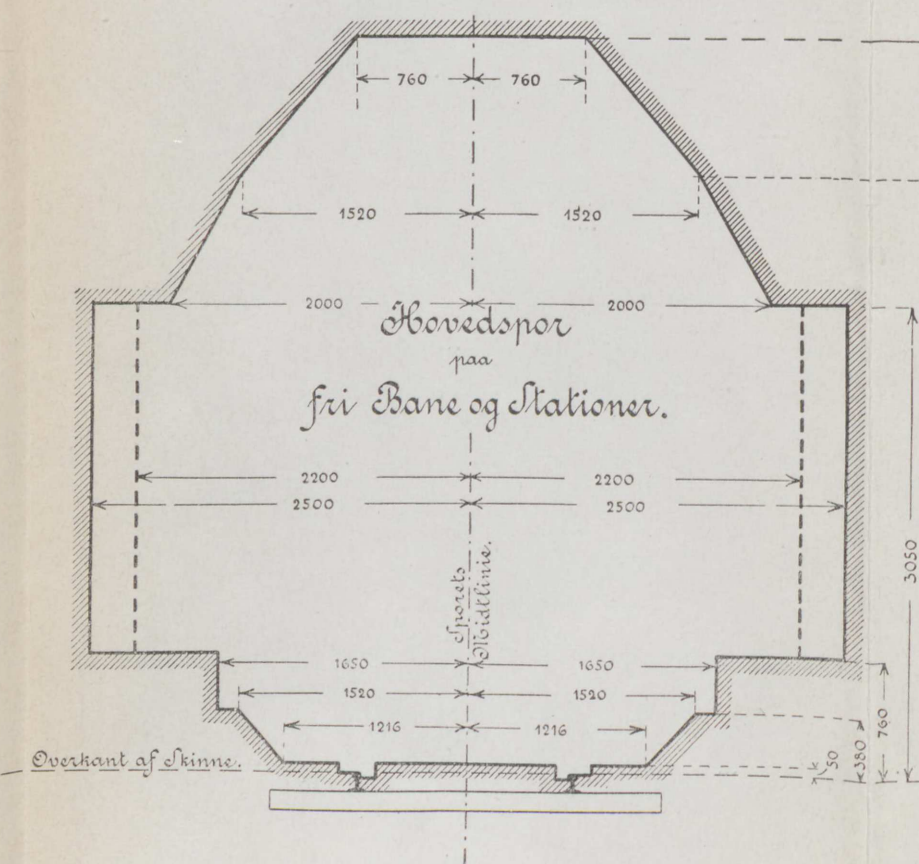 760 760
1520 1520
2000 2000
Hovedspor
paa
fri Bane og Stationer.
2200 2200
2500 2500
3050
Sporets
Midtlinie.
1650 1650
1520 1520
1216 1216
760
380
50
Overkant af Skinne.